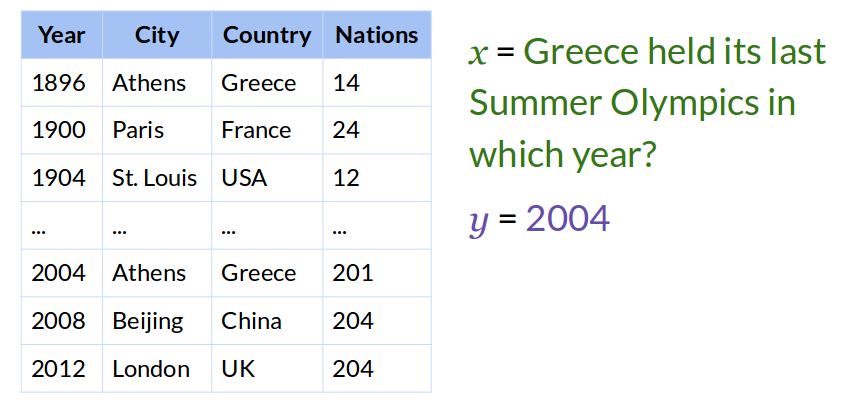 Year City Country Nations
1896 Athens Greece 14
1900 Paris France 24
1904 St. Louis USA 12
... ... ... ...
2004 Athens Greece 201
2008 Beijing China 204
2012 London UK 204
x = Greece held its last
Summer Olympics in
which year?
y = 2004